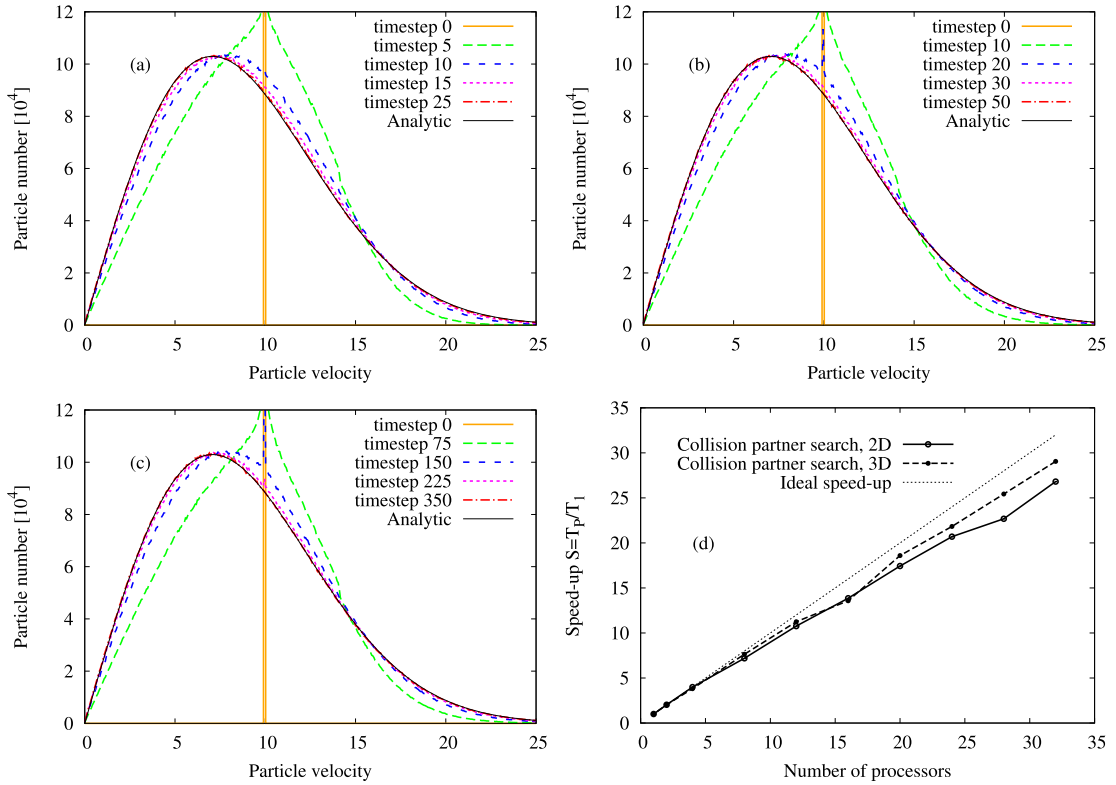 12
10
8
6
4
2
0
Particle number [10^4]
(a)
timestep 0
timestep 5
timestep 10
timestep 15
timestep 25
Analytic
0 5 10 15 20 25
Particle velocity
12
10
8
6
4
2
0
Particle number [10^4]
(b)
timestep 0
timestep 10
timestep 20
timestep 30
timestep 50
Analytic
0 5 10 15 20 25
Particle velocity
12
10
8
6
4
2
0
Particle number [10^4]
(c)
timestep 0
timestep 75
timestep 150
timestep 225
timestep 350
Analytic
0 5 10 15 20 25
Particle velocity
35
30
25
20
15
10
5
0
Speed-up S=T_P/T_1
Collision partner search, 2D
Collision partner search, 3D
Ideal speed-up
(d)
0 5 10 15 20 25 30 35
Number of processors